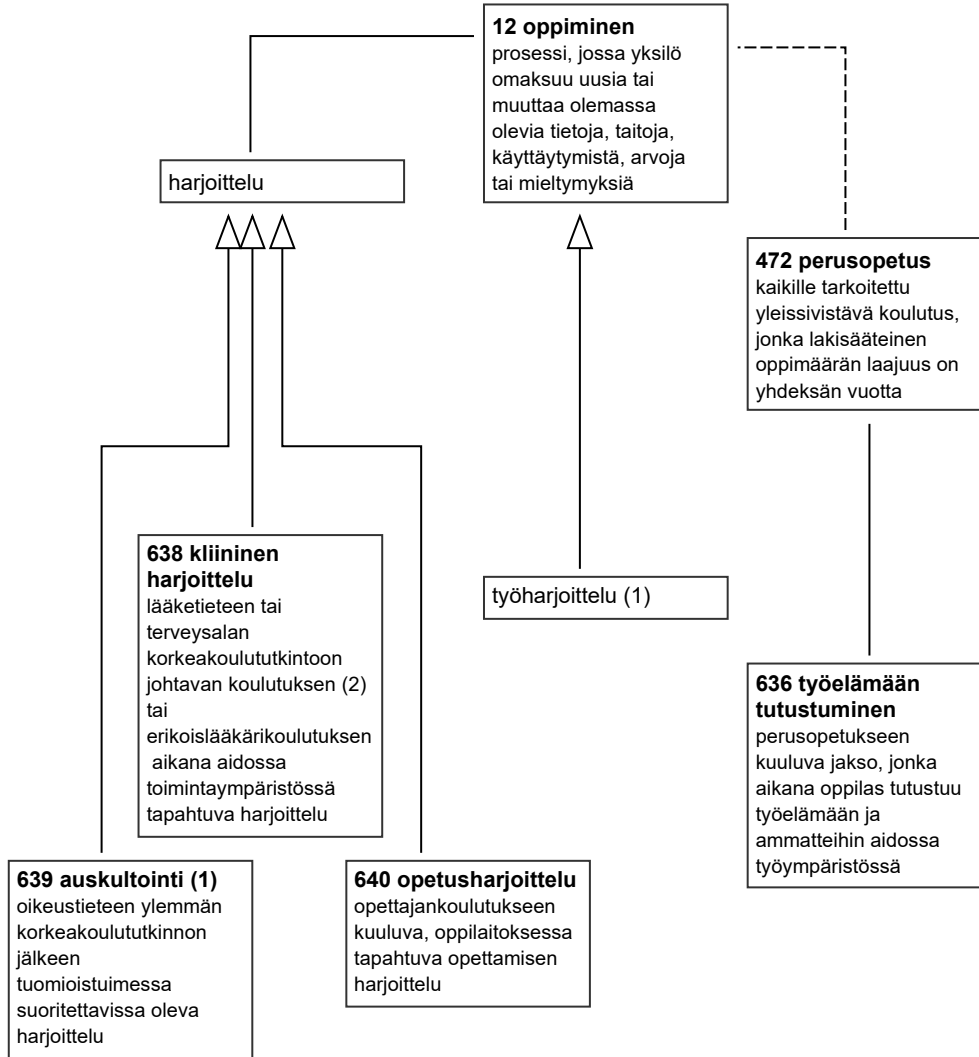 12 oppiminen
prosessi, jossa yksilö
omaksuu uusia tai
muuttaa olemassa
olevia tietoja, taitoja,
käyttäytymistä, arvoja
tai mieltymyksiä
harjoittelu
472 perusopetus
kaikille tarkoitettu
yleissivistävä koulutus,
jonka lakisääteinen
oppimäärän laajuus on
yhdeksän vuotta
638 kliininen
harjoittelu
lääketieteen tai
terveysalan
korkeakoulututkintoon
johtavan koulutuksen (2)
tai
erikoislääkärikoulutuksen
aikana aidossa
toimintaympäristössä
tapahtuva harjoittelu
työharjoittelu (1)
636 työelämään
tutustuminen
perusopetukseen
kuuluva jakso, jonka
aikana oppilas tutustuu
työelämään ja
ammatteihin aidossa
työympäristössä
639 auskultointi (1)
oikeustieteen ylemmän
korkeakoulututkinnon
jälkeen
tuomioistuimessa
suoritettavissa oleva
harjoittelu
640 opetusharjoittelu
opettajankoulutukseen
kuuluva, oppilaitoksessa
tapahtuva opettamisen
harjoittelu